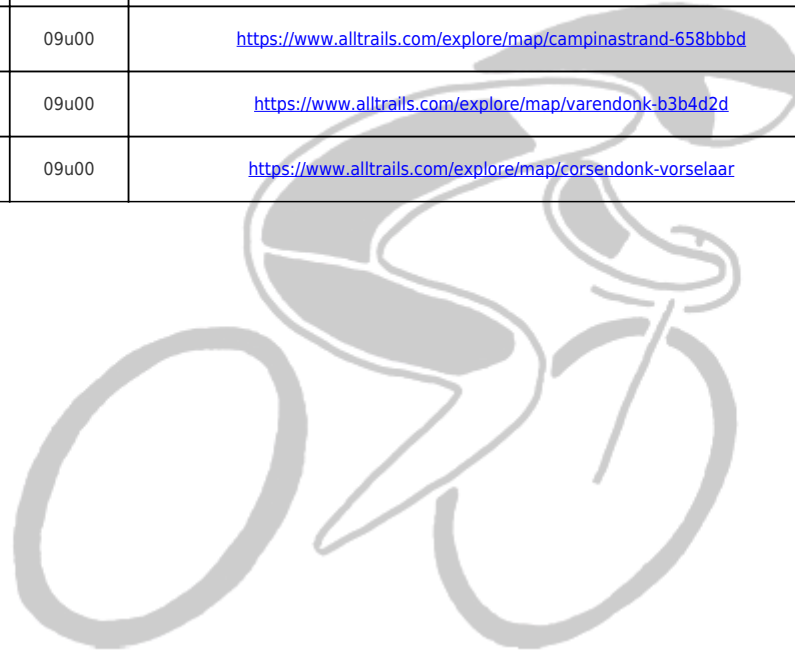 09u00 https://www.alltrails.com/explore/map/campinastrand-658bbbd
09u00 https://www.alltrails.com/explore/map/varendonk-b3b4d2d
09u00 https://www.alltrails.com/explore/map/corsendonk-vorselaar